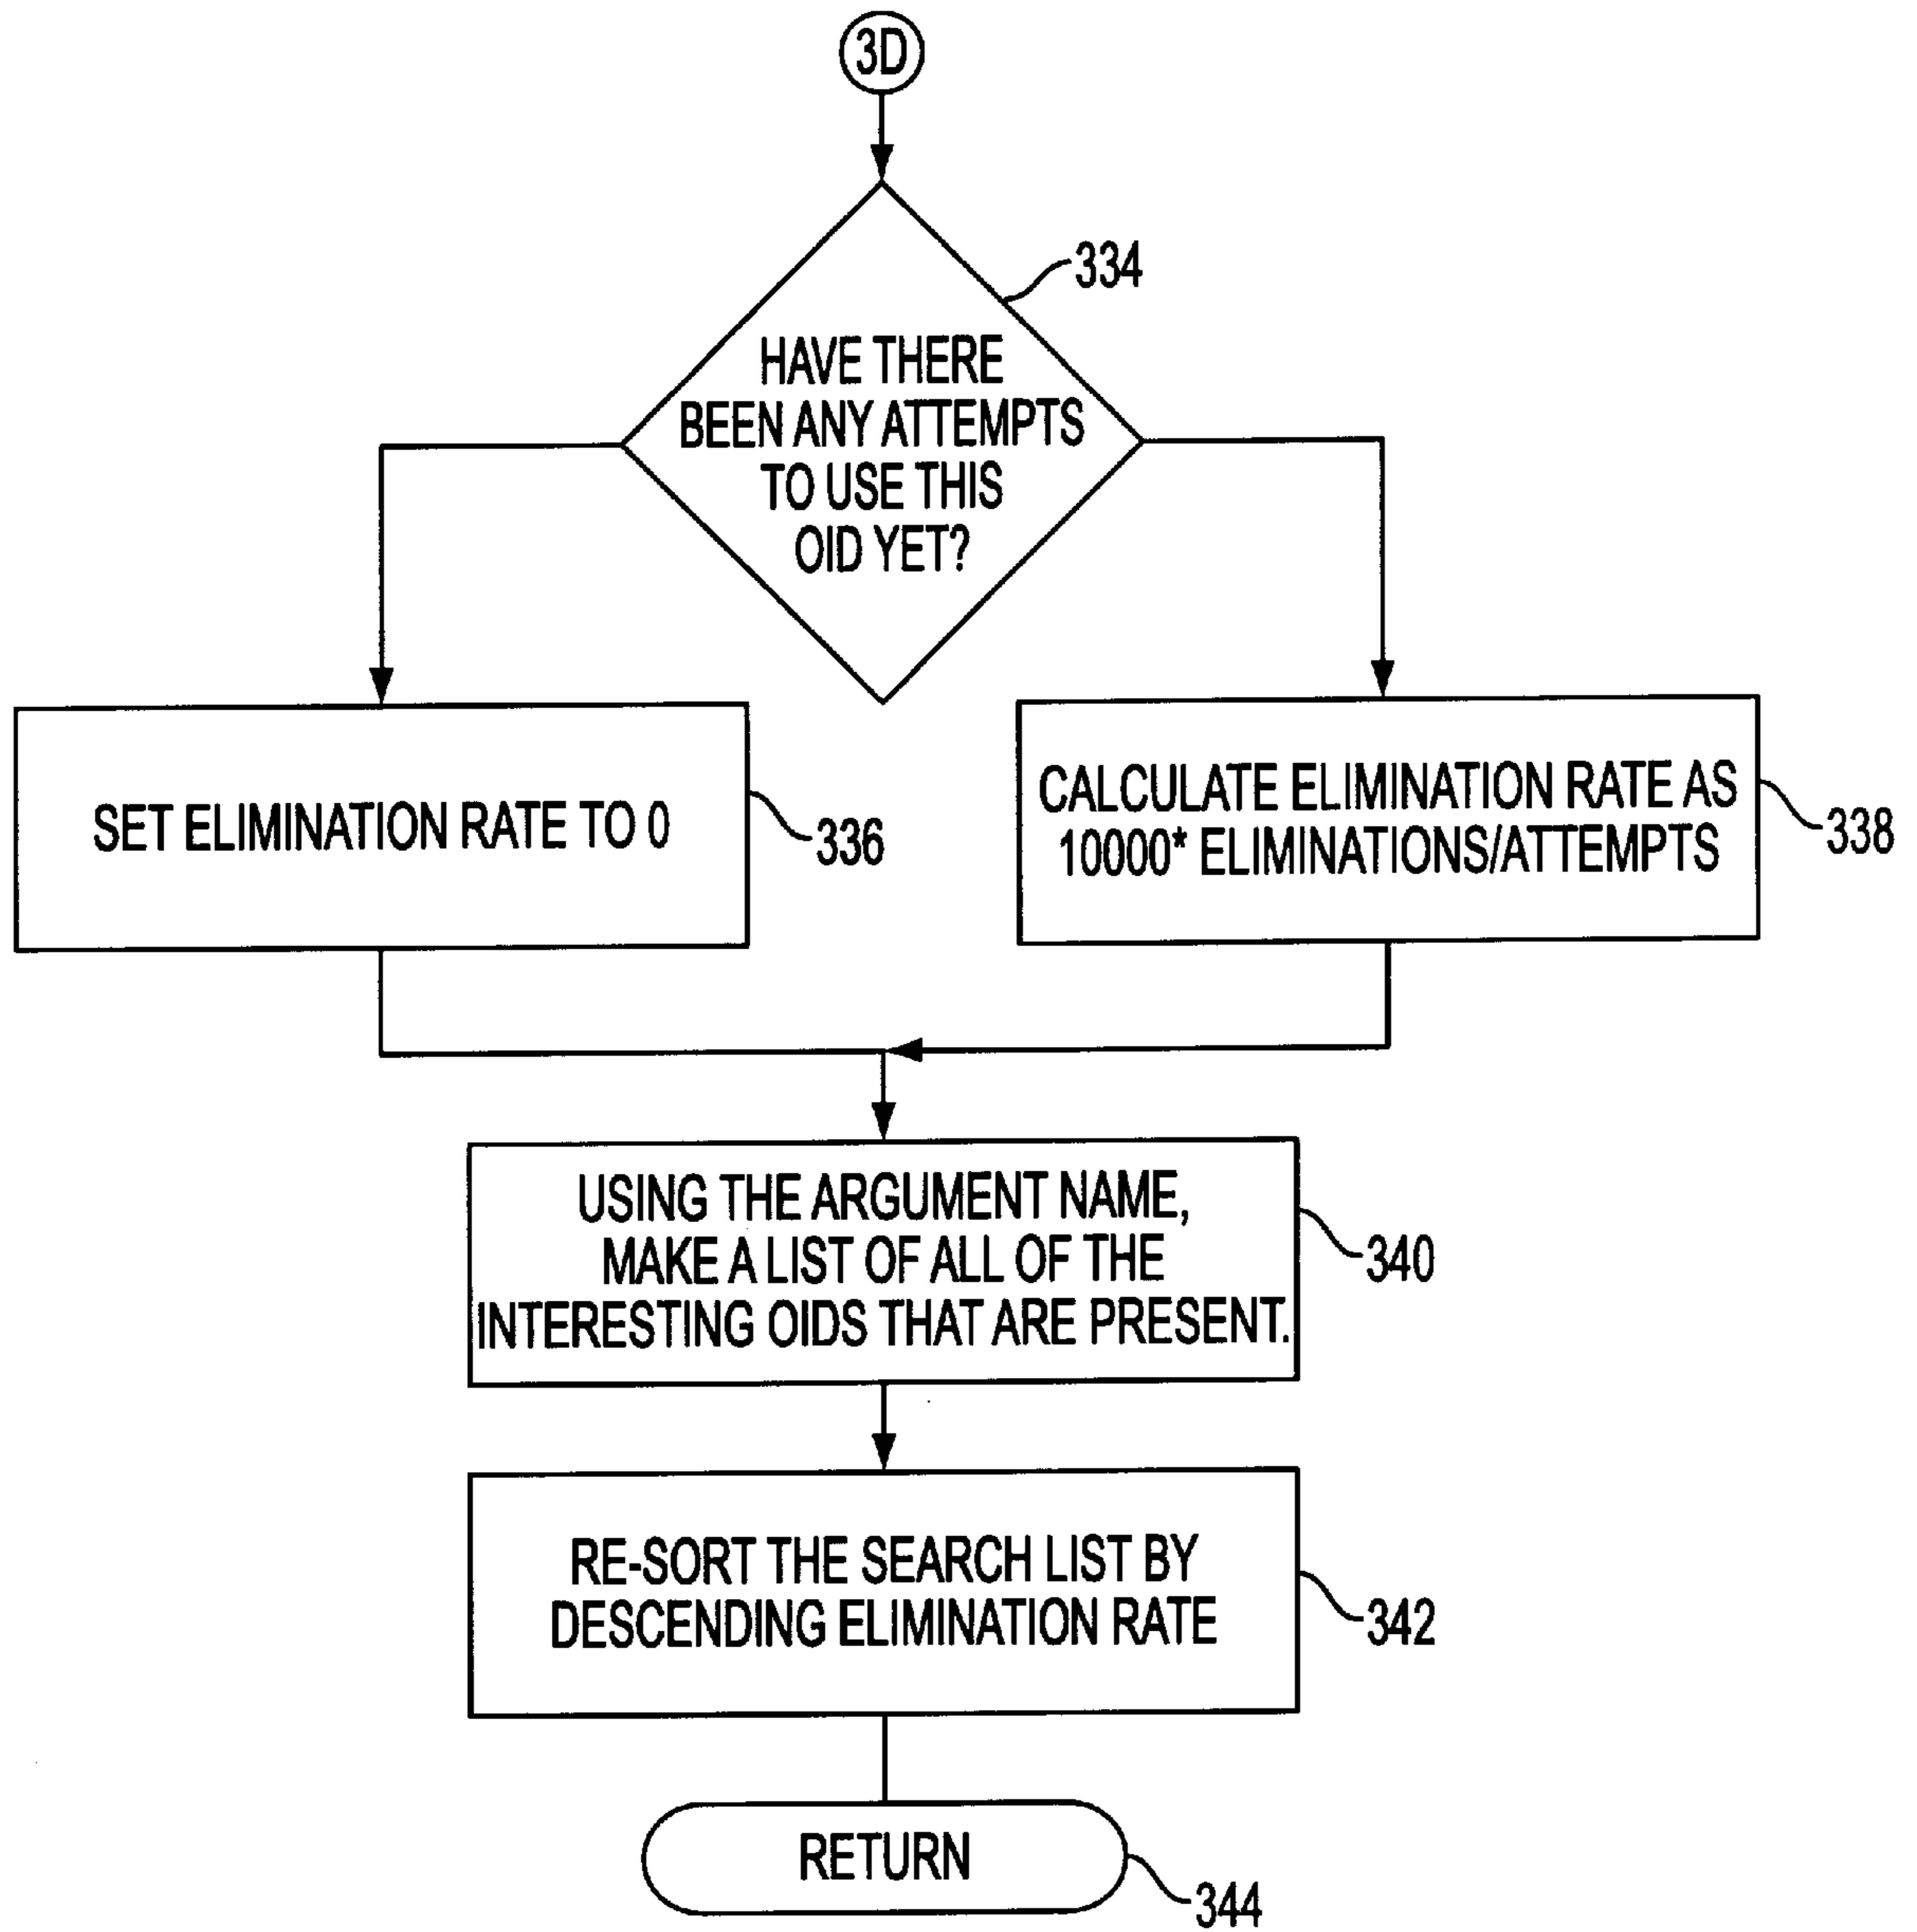 3D
334
HAVE THERE
BEEN ANY ATTEMPTS
TO USE THIS
OID YET?
SET ELIMINATION RATE TO 0
336
CALCULATE ELIMINATION RATE AS
10000* ELIMINATIONS/ATTEMPTS
338
USING THE ARGUMENT NAME,
MAKE A LIST OF ALL OF THE
INTERESTING OIDS THAT ARE PRESENT.
340
RE-SORT THE SEARCH LIST BY
DESCENDING ELIMINATION RATE
342
RETURN
344